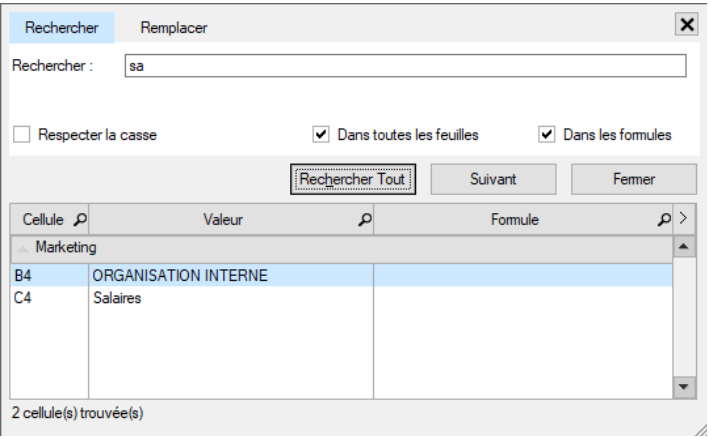 Rechercher Remplacer
Rechercher : sa
Respecter la casse Dans toutes les feuilles Dans les formules
Rechercher Tout Suivant Fermer
Cellule Valeur Formule
Marketing
B4 ORGANISATION INTERNE
C4 Salaires
2 cellule(s) trouvée(s)